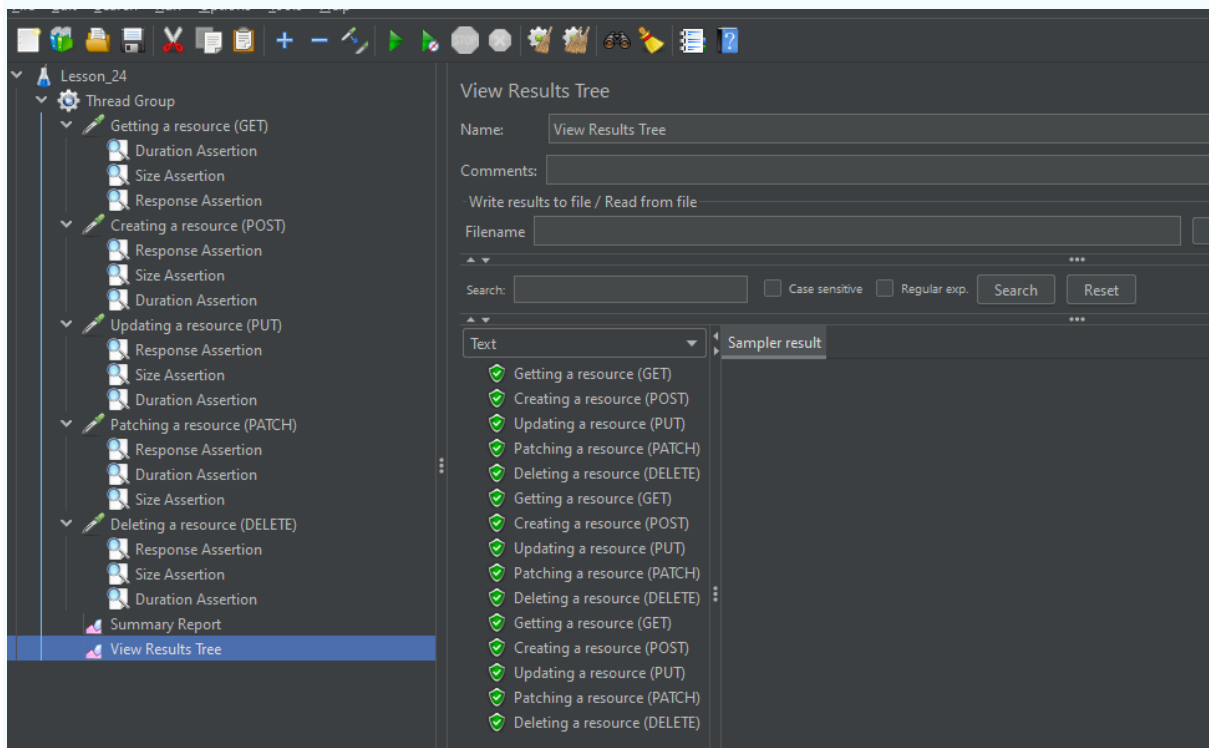 Lesson_24
Thread Group
Getting a resource (GET)
Duration Assertion
Size Assertion
Response Assertion
Creating a resource (POST)
Response Assertion
Size Assertion
Duration Assertion
Updating a resource (PUT)
Response Assertion
Size Assertion
Duration Assertion
Patching a resource (PATCH)
Response Assertion
Duration Assertion
Size Assertion
Deleting a resource (DELETE)
Response Assertion
Size Assertion
Duration Assertion
Summary Report
View Results Tree
View Results Tree
Name: View Results Tree
Comments:
Write results to file / Read from file
Filename
Search: Case sensitive Regular exp. Search Reset
Text
Sampler result
Getting a resource (GET)
Creating a resource (POST)
Updating a resource (PUT)
Patching a resource (PATCH)
Deleting a resource (DELETE)
Getting a resource (GET)
Creating a resource (POST)
Updating a resource (PUT)
Patching a resource (PATCH)
Deleting a resource (DELETE)
Getting a resource (GET)
Creating a resource (POST)
Updating a resource (PUT)
Patching a resource (PATCH)
Deleting a resource (DELETE)